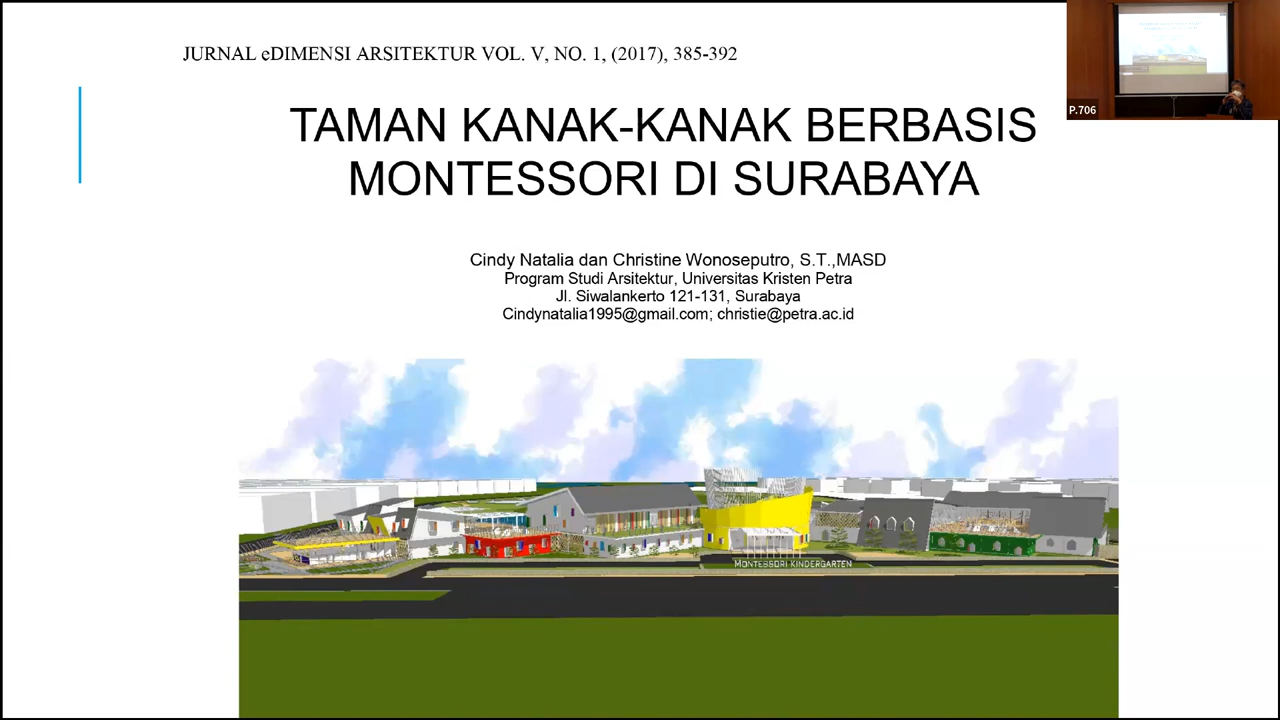 JURNAL eDIMENSI ARSITEKTUR VOL. V, NO. 1, (2017), 385-392
TAMAN KANAK-KANAK BERBASIS
MONTESSORI DI SURABAYA
Cindy Natalia dan Christine Wonoseputro, S.T.,MASD
Program Studi Arsitektur, Universitas Kristen Petra
Jl. Siwalankerto 121-131, Surabaya
Cindynatalia1995@gmail.com; christie@petra.ac.id
MONTESSORI KINDERGARTEN
P.706